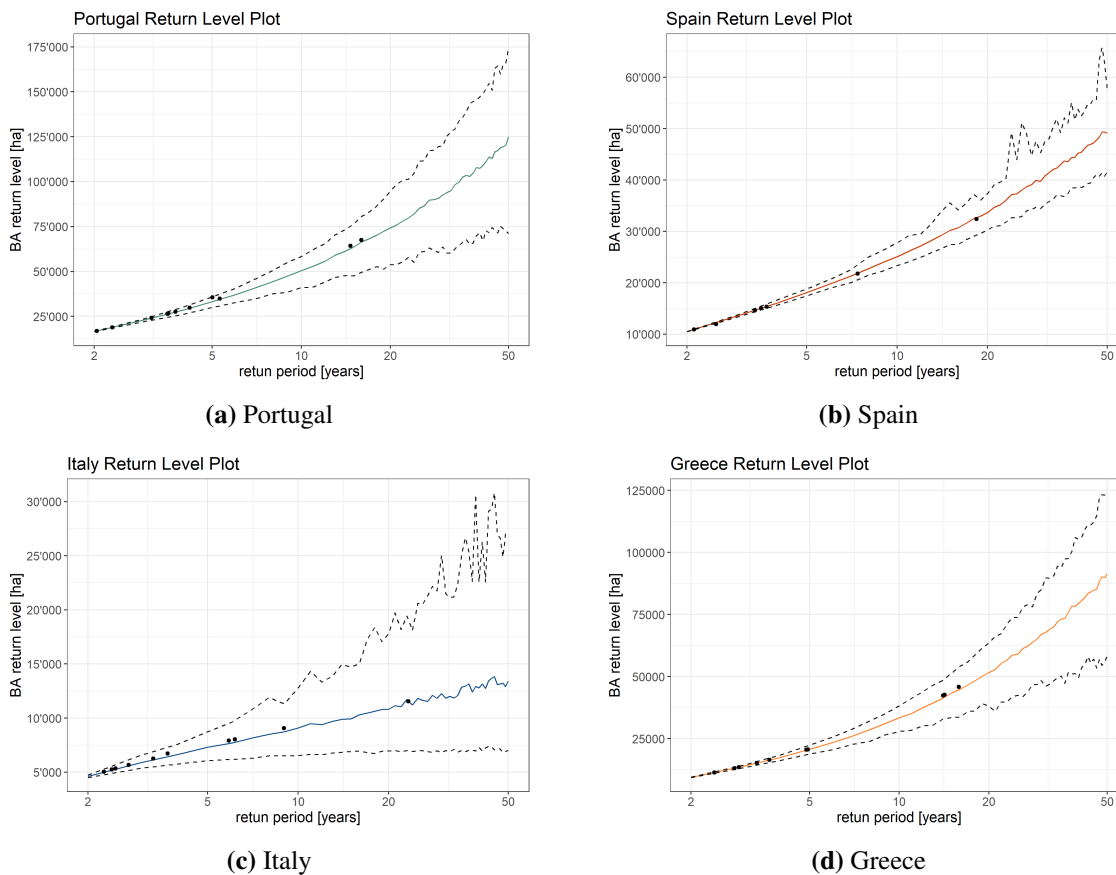 Portugal Return Level Plot
175'000
150'000
125'000
100'000
75'000
50'000
25'000
BA return level [ha]
2 5 10 20 50
retun period [years]
(a) Portugal
Spain Return Level Plot
60'000
50'000
40'000
30'000
20'000
10'000
BA return level [ha]
2 5 10 20 50
retun period [years]
(b) Spain
Italy Return Level Plot
30'000
25'000
20'000
15'000
10'000
5'000
BA return level [ha]
2 5 10 20 50
retun period [years]
(c) Italy
Greece Return Level Plot
125000
100000
75000
50000
25000
BA return level [ha]
2 5 10 20 50
retun period [years]
(d) Greece